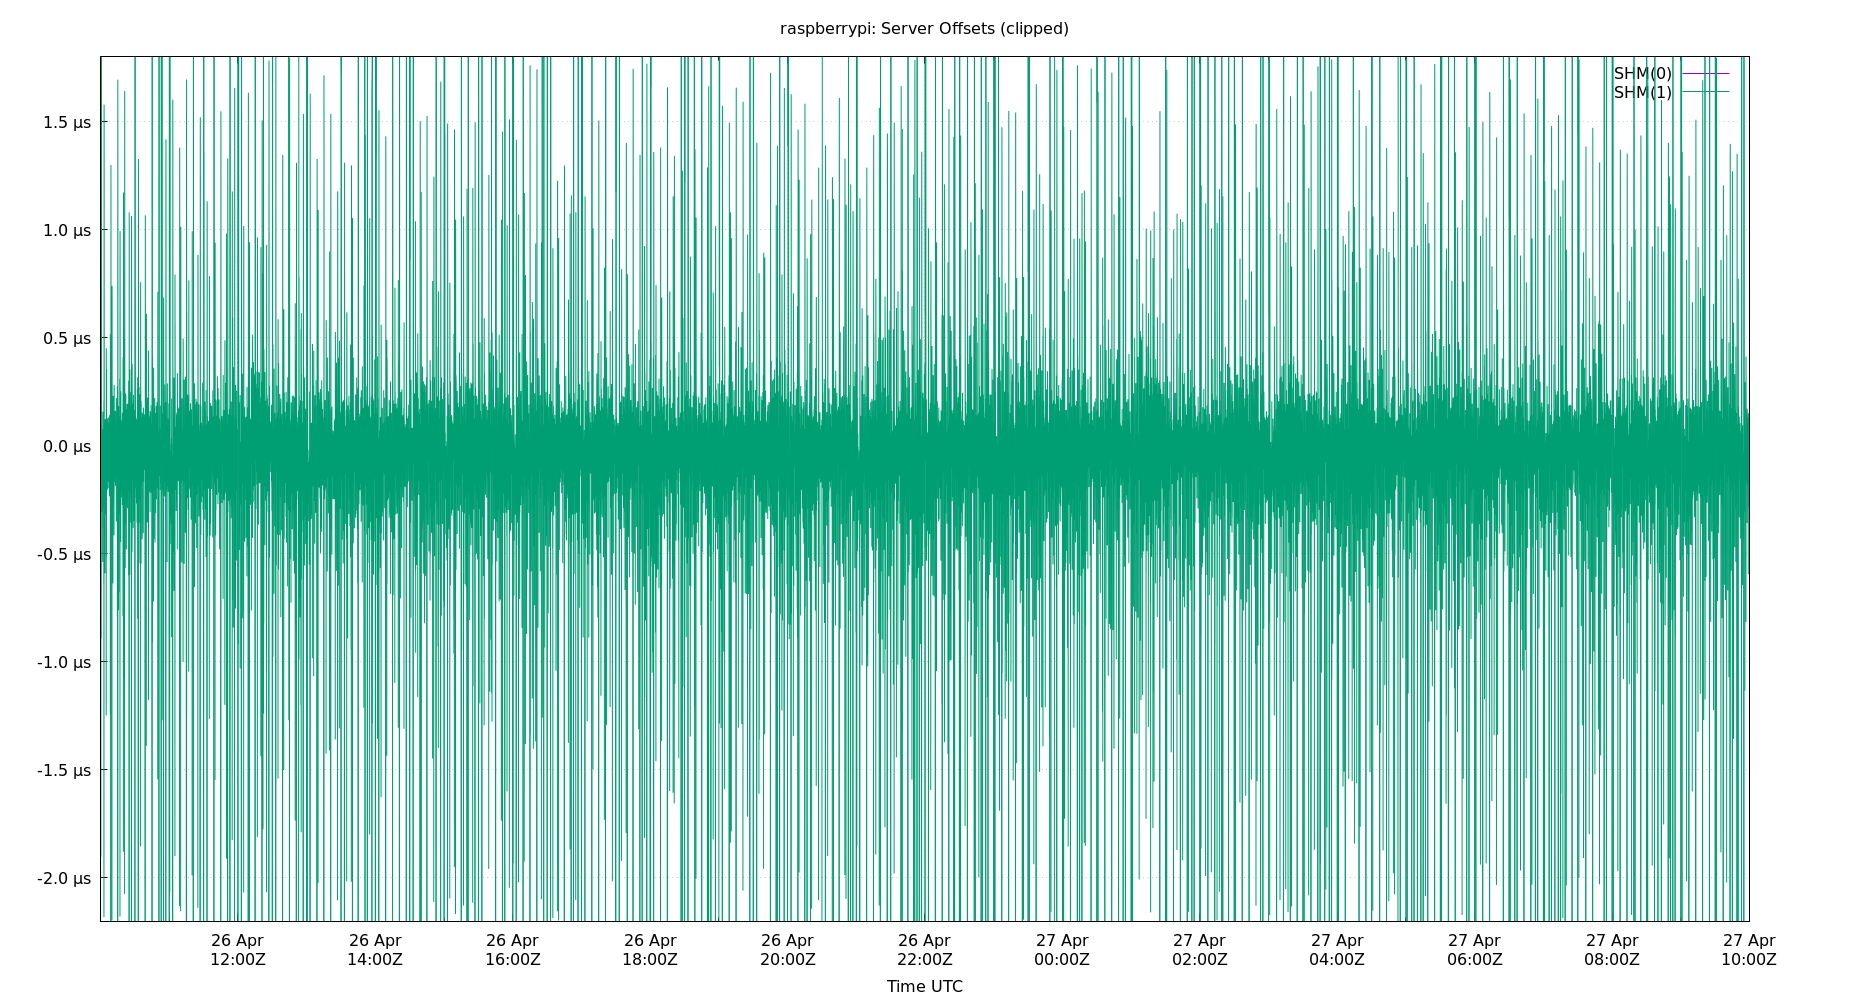 raspberrypi: Server Offsets (clipped)
SHM(0)
SHM(1)
1.5 µs
1.0 µs
0.5 µs
0.0 µs
-0.5 µs
-1.0 µs
-1.5 µs
-2.0 µs
26 Apr 26 Apr 26 Apr 26 Apr 26 Apr 26 Apr 27 Apr 27 Apr 27 Apr 27 Apr 27 Apr 27 Apr
12:00Z 14:00Z 16:00Z 18:00Z 20:00Z 22:00Z 00:00Z 02:00Z 04:00Z 06:00Z 08:00Z 10:00Z
Time UTC